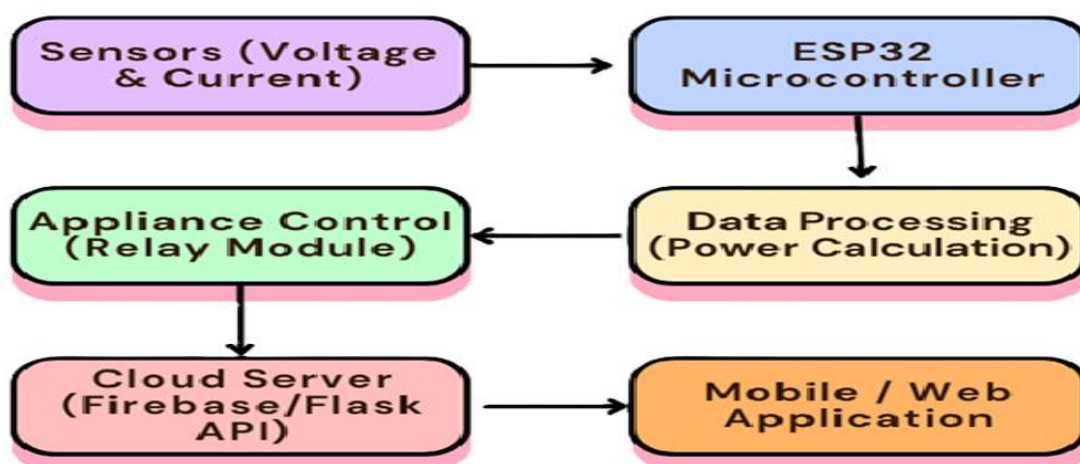 Sensors (Voltage
& Current)
ESP32
Microcontroller
Appliance Control
(Relay Module)
Data Processing
(Power Calculation)
Cloud Server
(Firebase/Flask
API)
Mobile / Web
Application